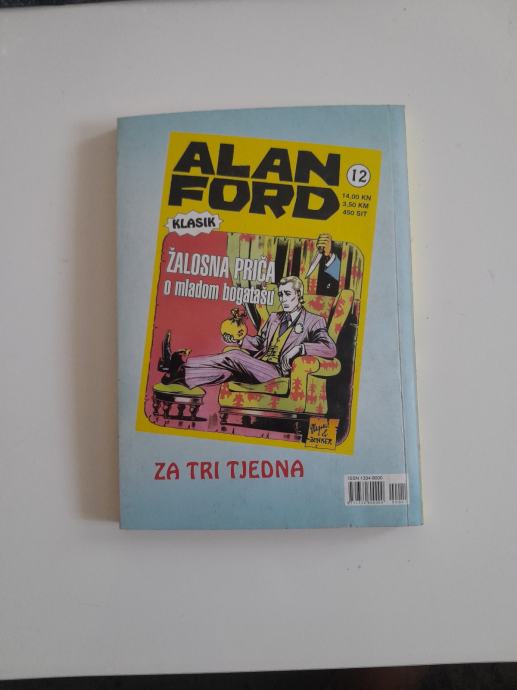 ALAN
FORD
12
14,00 KN
3,50 KM
450 SIT
KLASIK
ŽALOSNA PRIČA
o mladom bogatašu
ZA TRI TJEDNA